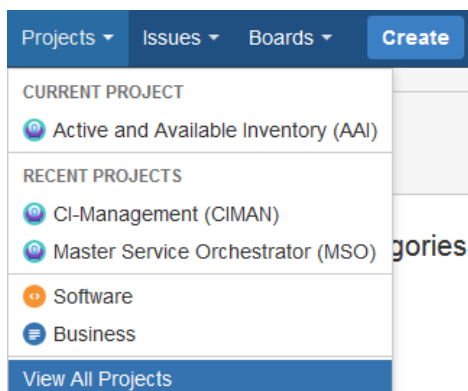 Projects Issues Boards Create
CURRENT PROJECT
Active and Available Inventory (AAI)
RECENT PROJECTS
CI-Management (CIMAN)
Master Service Orchestrator (MSO)
gories
Software
Business
View All Projects